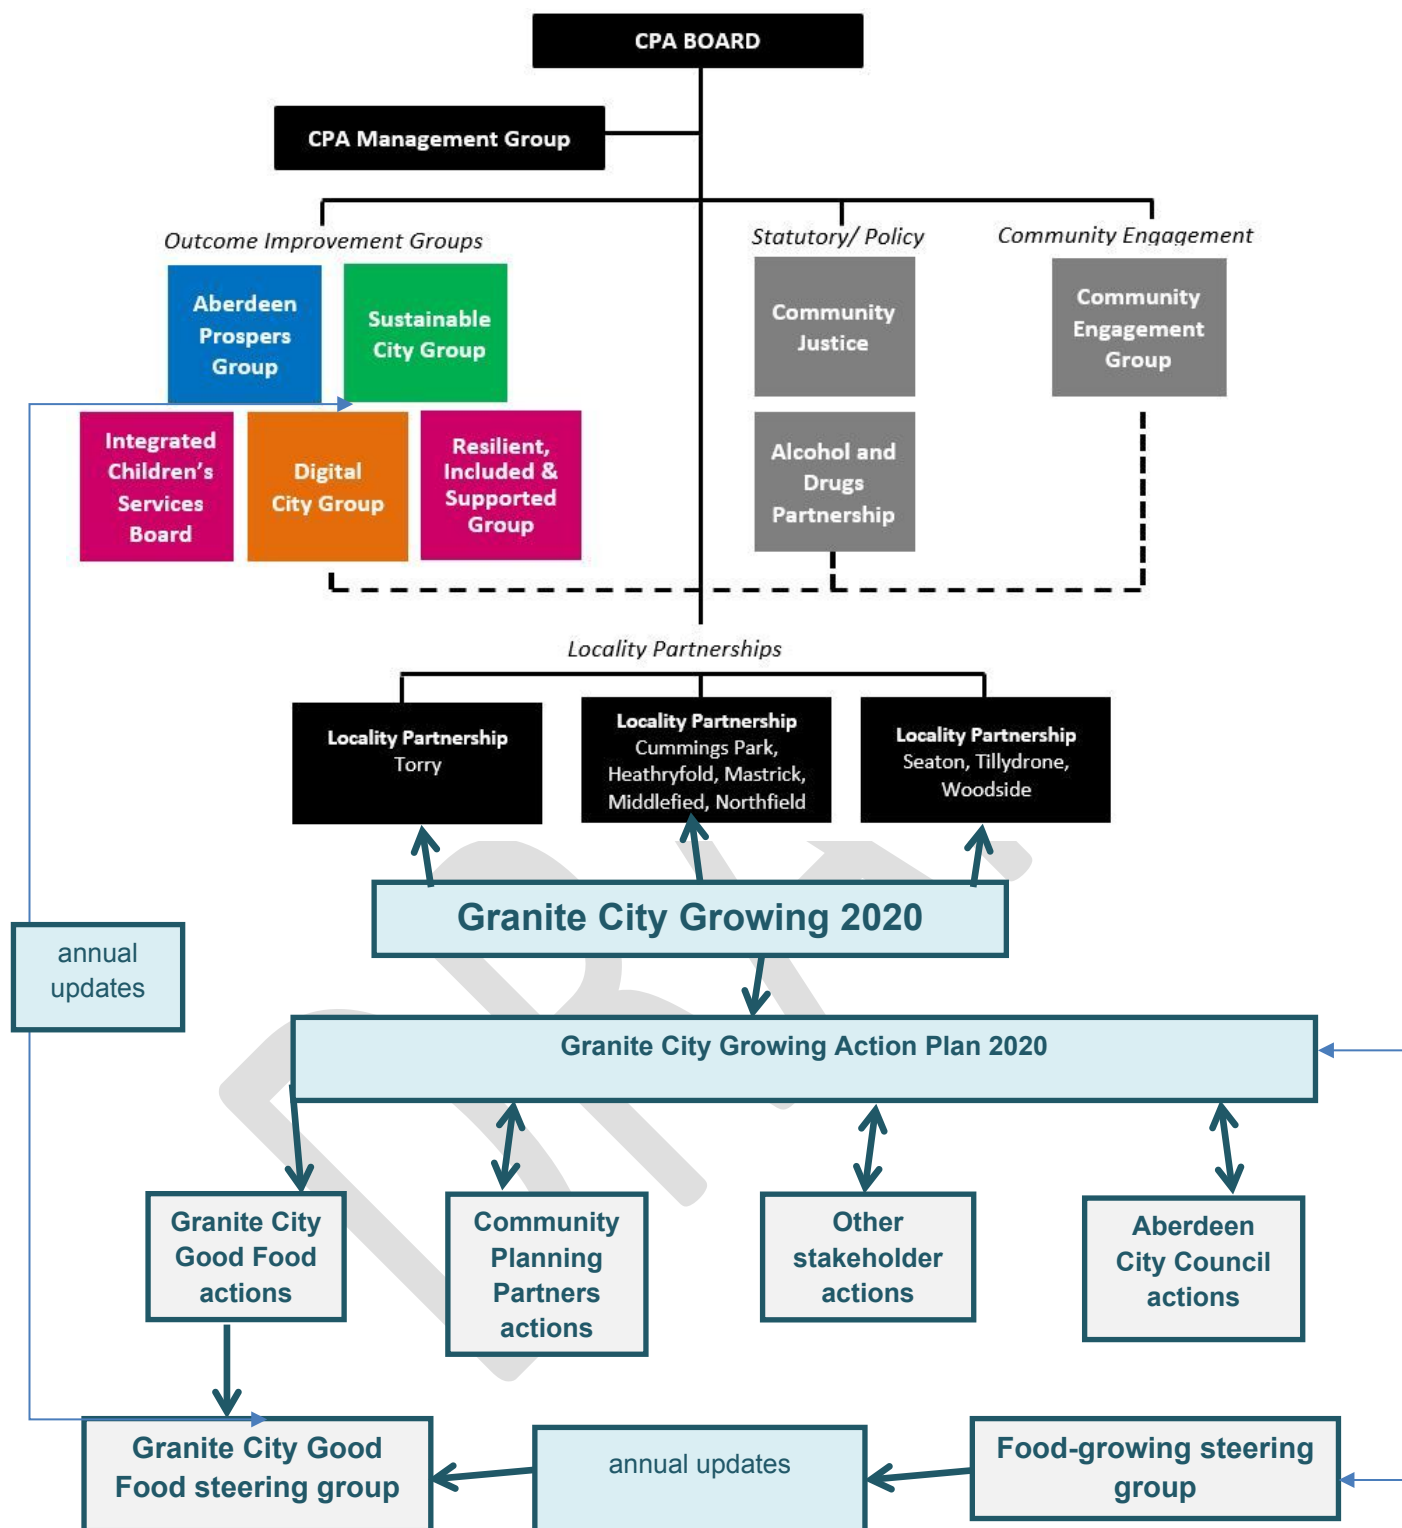 CPA BOARD
CPA Management Group
Outcome Improvement Groups
Statutory/ Policy
Community Engagement
Aberdeen
Prospers
Group
Sustainable
City Group
Community
Justice
Community
Engagement
Group
Integrated
Children’s
Services
Board
Digital
City Group
Resilient,
Included &
Supported
Group
Alcohol and
Drugs
Partnership
Locality Partnerships
Locality Partnership
Torry
Locality Partnership
Cummings Park,
Heathryfold, Mastrick,
Middlefied, Northfield
Locality Partnership
Seaton, Tillydrone,
Woodside
Granite City Growing 2020
annual
updates
Granite City Growing Action Plan 2020
Granite City
Good Food
actions
Community
Planning
Partners
actions
Other
stakeholder
actions
Aberdeen
City Council
actions
Granite City Good
Food steering group
annual updates
Food-growing steering
group